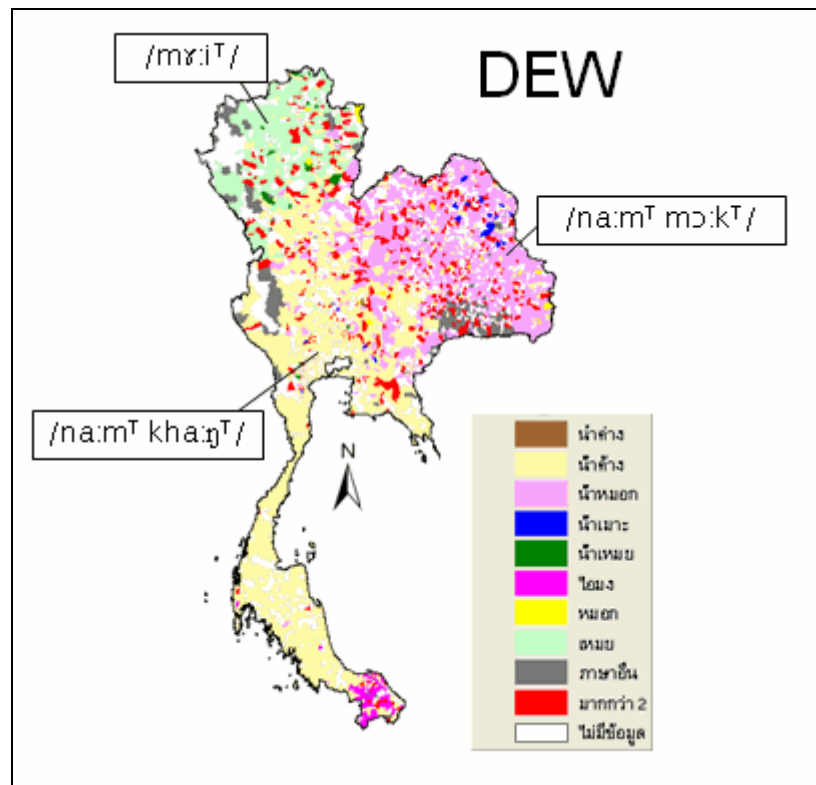 /mɤːiᵀ/
DEW
/naːmᵀ mɔːkᵀ/
/naːmᵀ khaːŋᵀ/
N
น้ำค่าง
น้ำค้าง
น้ำหมอก
น้ำเมาะ
น้ำเหมย
ไอมง
หมอก
เหมย
ภาษาอื่น
มากกว่า 2
ไม่มีข้อมูล